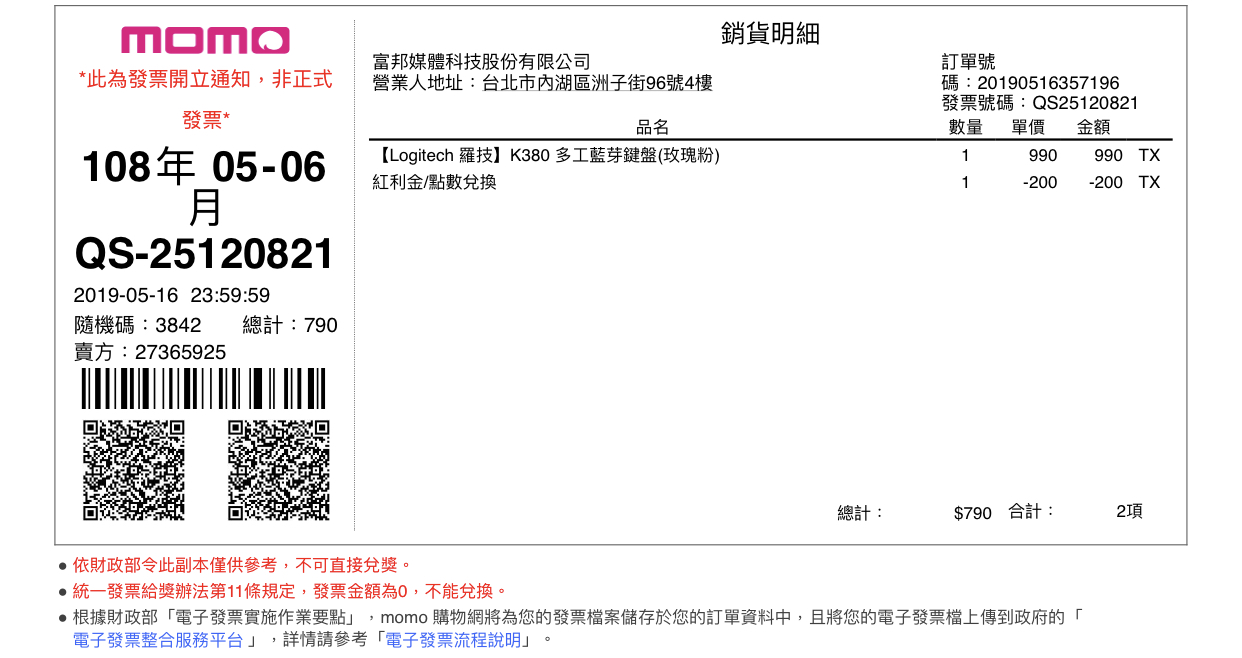 momo
*此為發票開立通知，非正式
發票*
108年 05-06
月
QS-25120821
2019-05-16 23:59:59
隨機碼：3842 總計：790
賣方：27365925
銷貨明細
富邦媒體科技股份有限公司
營業人地址：台北市內湖區洲子街96號4樓
訂單號
碼：20190516357196
發票號碼：QS25120821
品名 數量 單價 金額
【Logitech 羅技】K380 多工藍芽鍵盤(玫瑰粉) 1 990 990 TX
紅利金/點數兌換 1 -200 -200 TX
總計： $790 合計： 2項
● 依財政部令此副本僅供參考，不可直接兌獎。
● 統一發票給獎辦法第11條規定，發票金額為0，不能兌換。
● 根據財政部「電子發票實施作業要點」，momo 購物網將為您的發票檔案儲存於您的訂單資料中，且將您的電子發票檔上傳到政府的「
電子發票整合服務平台 」，詳情請參考「電子發票流程說明」。